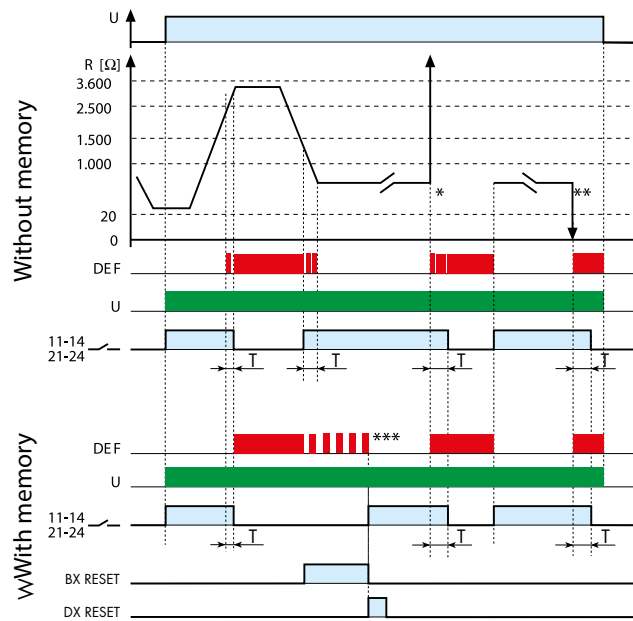 U
R [Ω]
3.600
2.500
1.500
1.000
20
0
*
**
Without memory
DEF
U
11-14
21-24
T
T
T
T
DEF
***
U
11-14
21-24
T
T
T
wWith memory
BX RESET
DX RESET